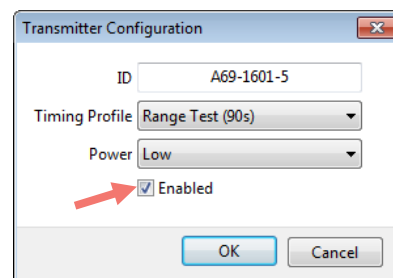 Transmitter Configuration
ID A69-1601-5
Timing Profile Range Test (90s)
Power Low
Enabled
OK Cancel